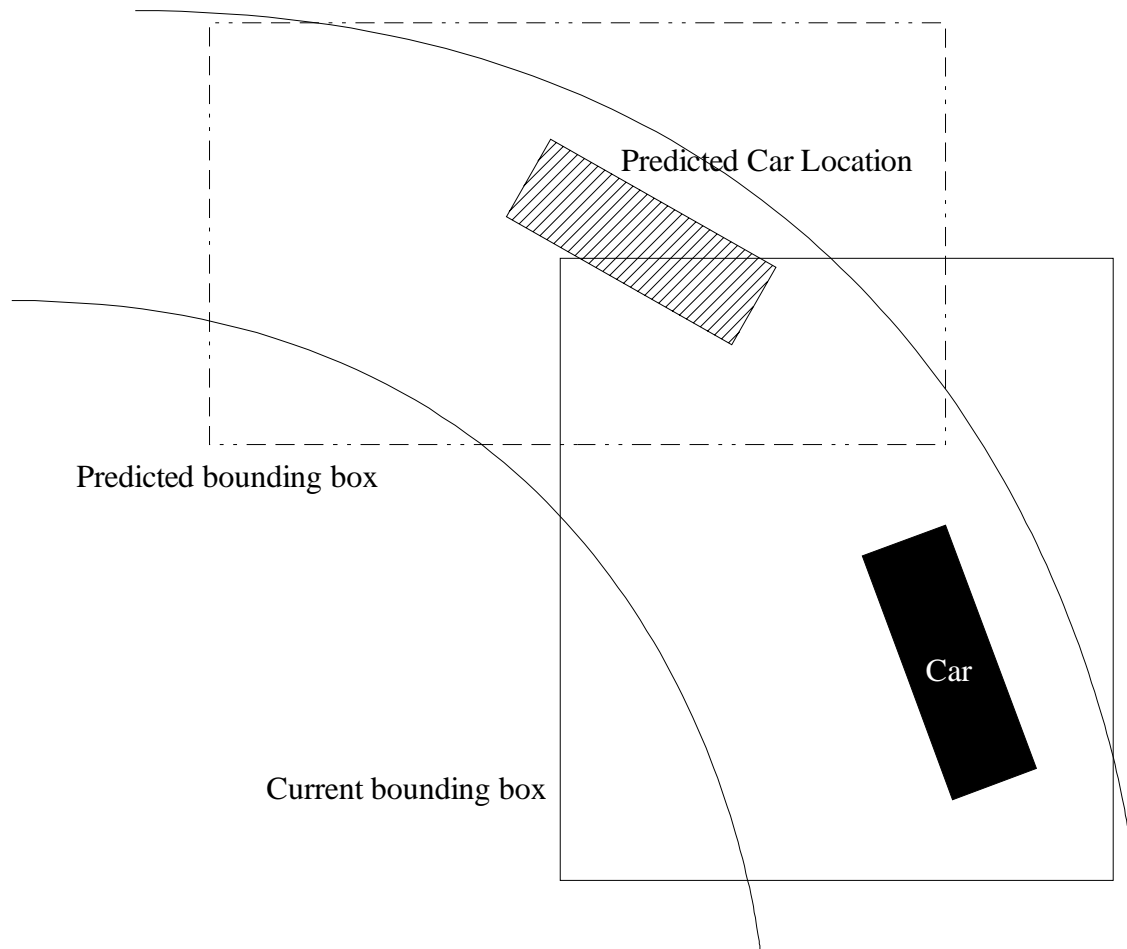 Predicted Car Location
Predicted bounding box
Car
Current bounding box